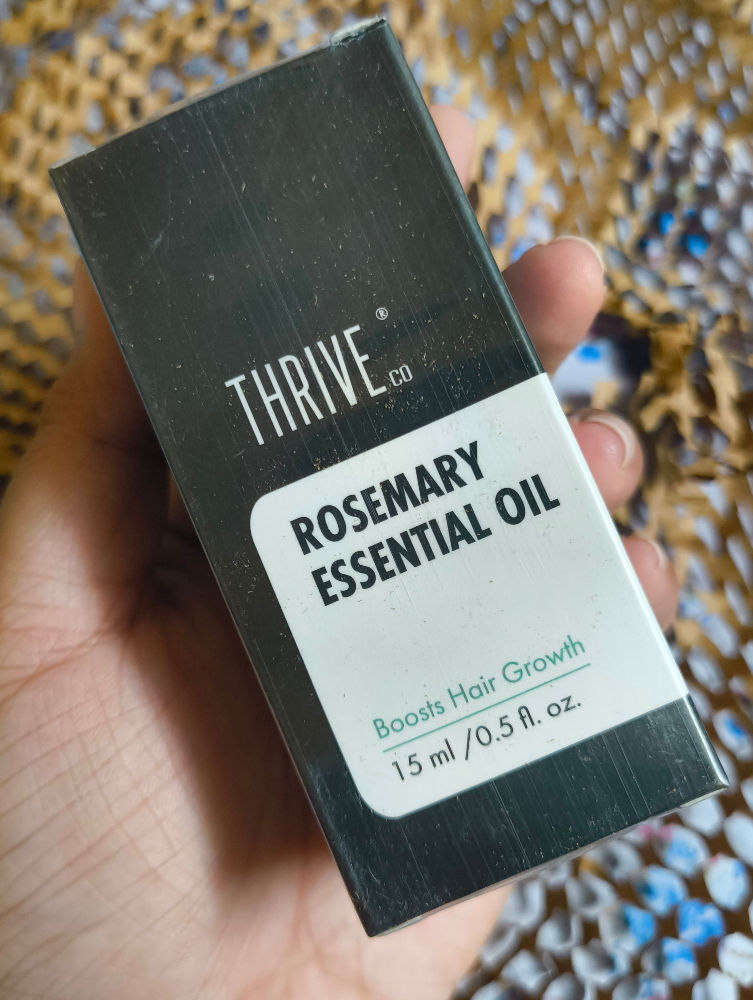 THRIVE CO ®
ROSEMARY
ESSENTIAL OIL
Boosts Hair Growth
15 ml /0.5 fl. oz.